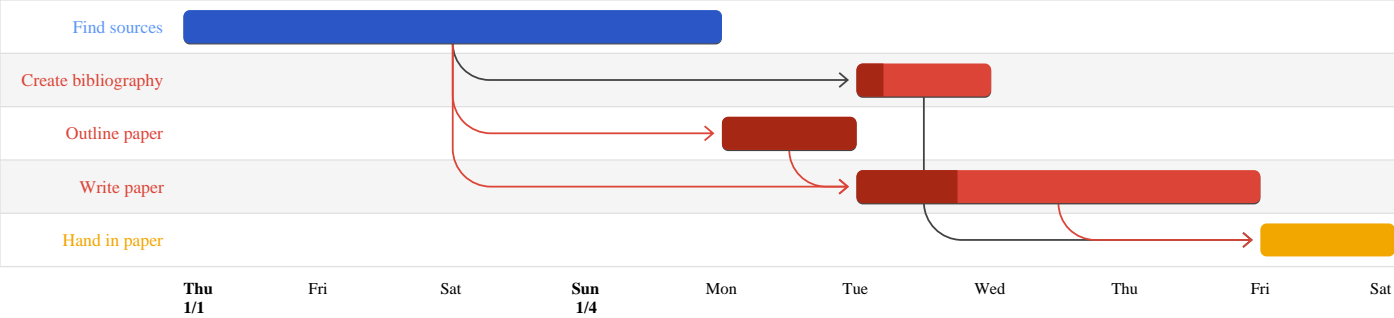 Find sources
Create bibliography
Outline paper
Write paper
Hand in paper
Thu Fri Sat Sun Mon Tue Wed Thu Fri Sat
1/1 1/4